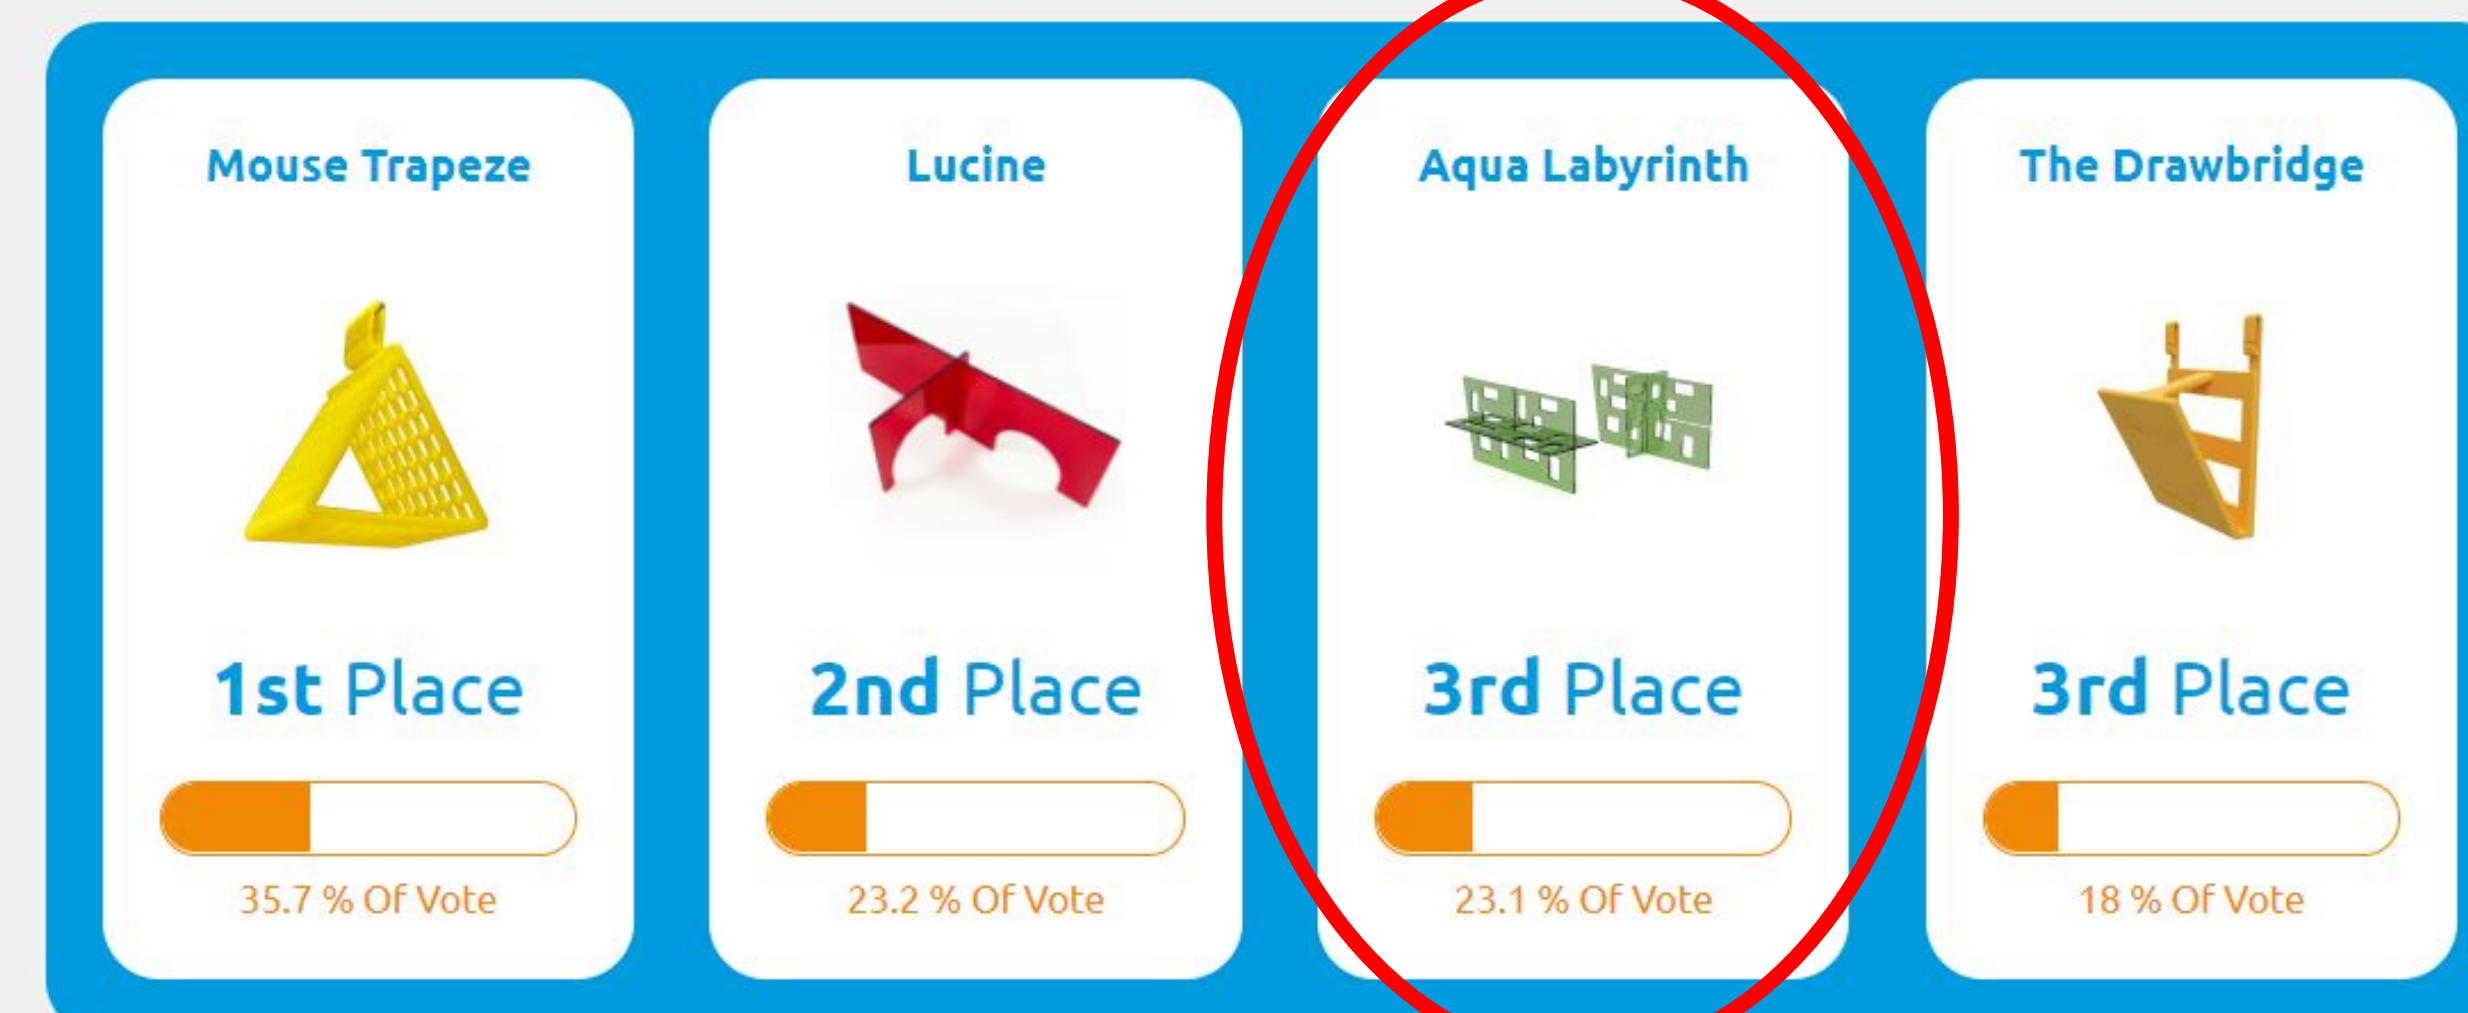 Mouse Trapeze
1st Place
35.7 % Of Vote
Lucine
2nd Place
23.2 % Of Vote
Aqua Labyrinth
3rd Place
23.1 % Of Vote
The Drawbridge
3rd Place
18 % Of Vote